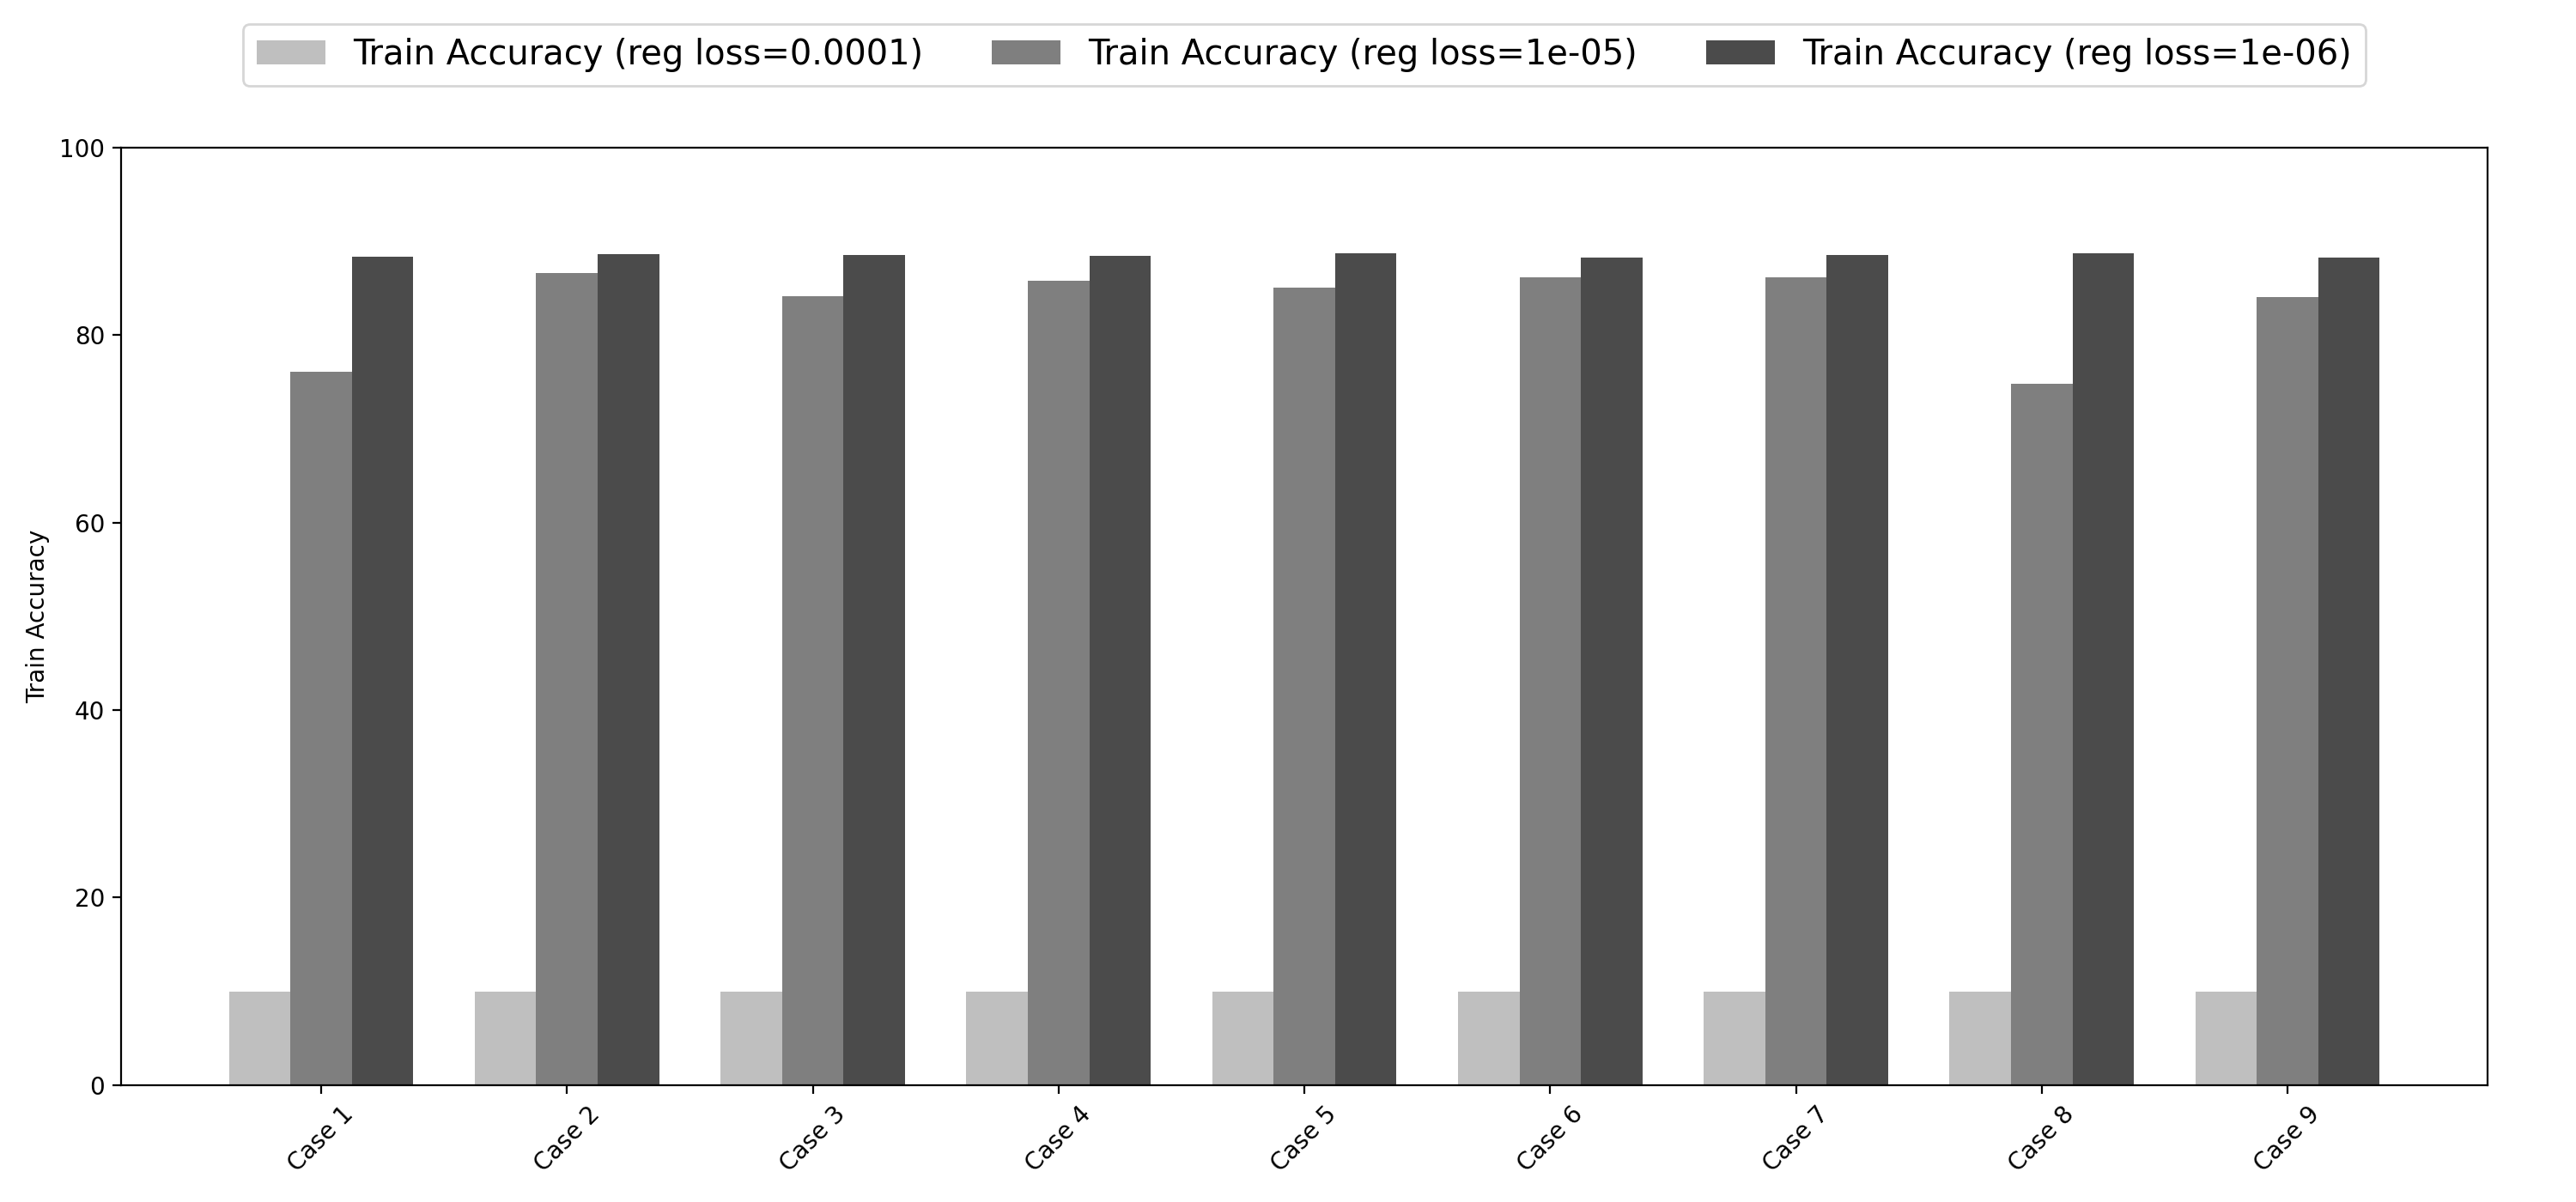 Train Accuracy (reg loss=0.0001)
Train Accuracy (reg loss=1e-05)
Train Accuracy (reg loss=1e-06)
Train Accuracy
100
80
60
40
20
0
Case 1
Case 2
Case 3
Case 4
Case 5
Case 6
Case 7
Case 8
Case 9